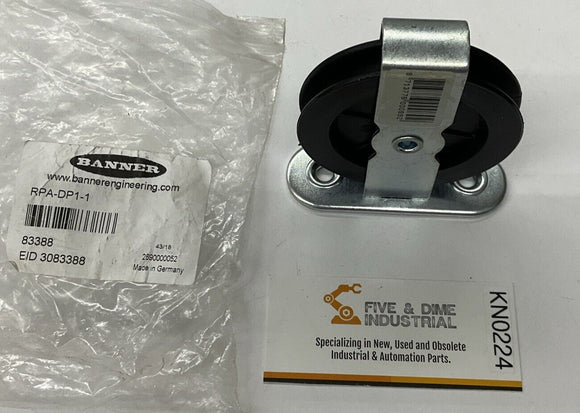 BANNER
www.bannerengineering.com
RPA-DP1-1
83388
43/18
EID 3083388
2890000052
Made in Germany
FIVE & DIME
INDUSTRIAL
Specializing in New, Used and Obsolete
Industrial & Automation Parts.
KN0224